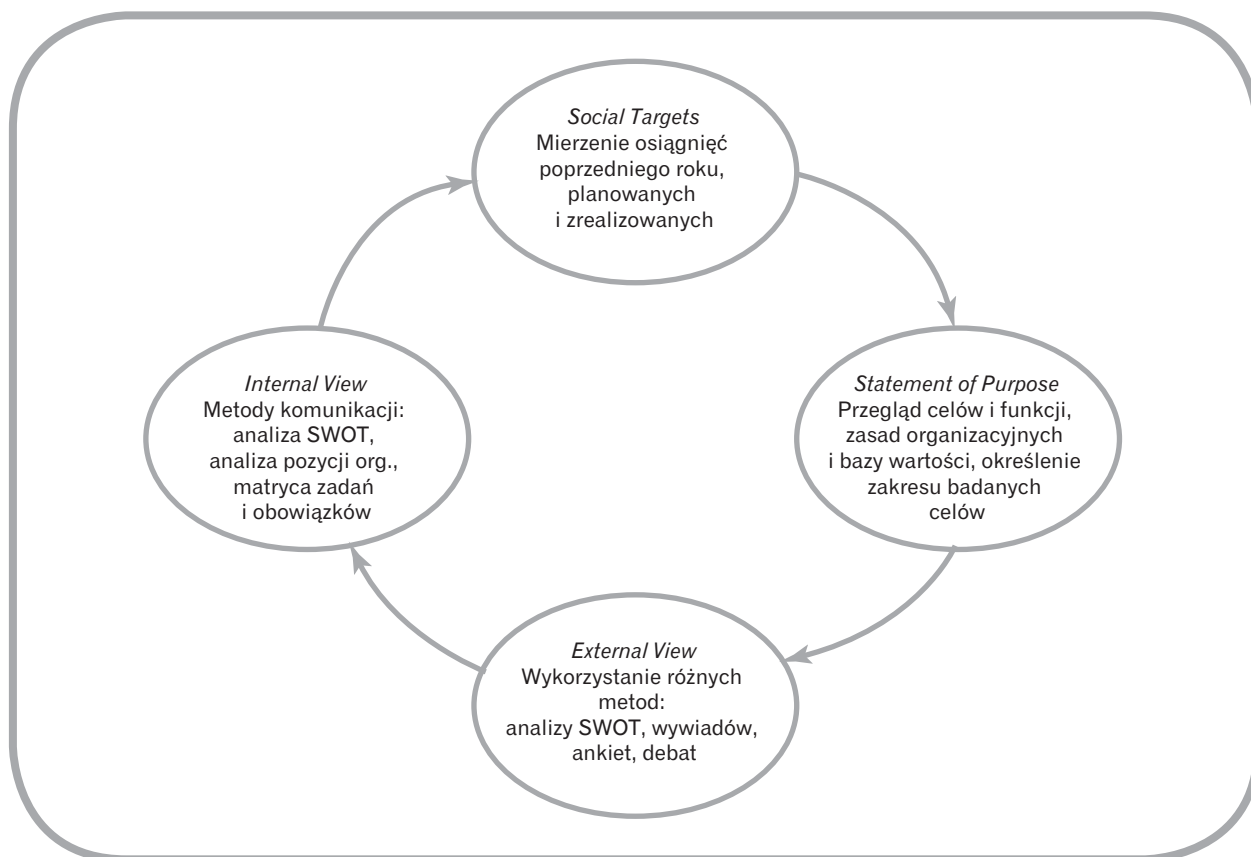 Social Targets
Mierzenie osiągnięć
poprzedniego roku,
planowanych
i zrealizowanych
Internal View
Metody komunikacji:
analiza SWOT,
analiza pozycji org.,
matryca zadań
i obowiązków
Statement of Purpose
Przegląd celów i funkcji,
zasad organizacyjnych
i bazy wartości, określenie
zakresu badanych
celów
External View
Wykorzystanie różnych
metod:
analizy SWOT, wywiadów,
ankiet, debat